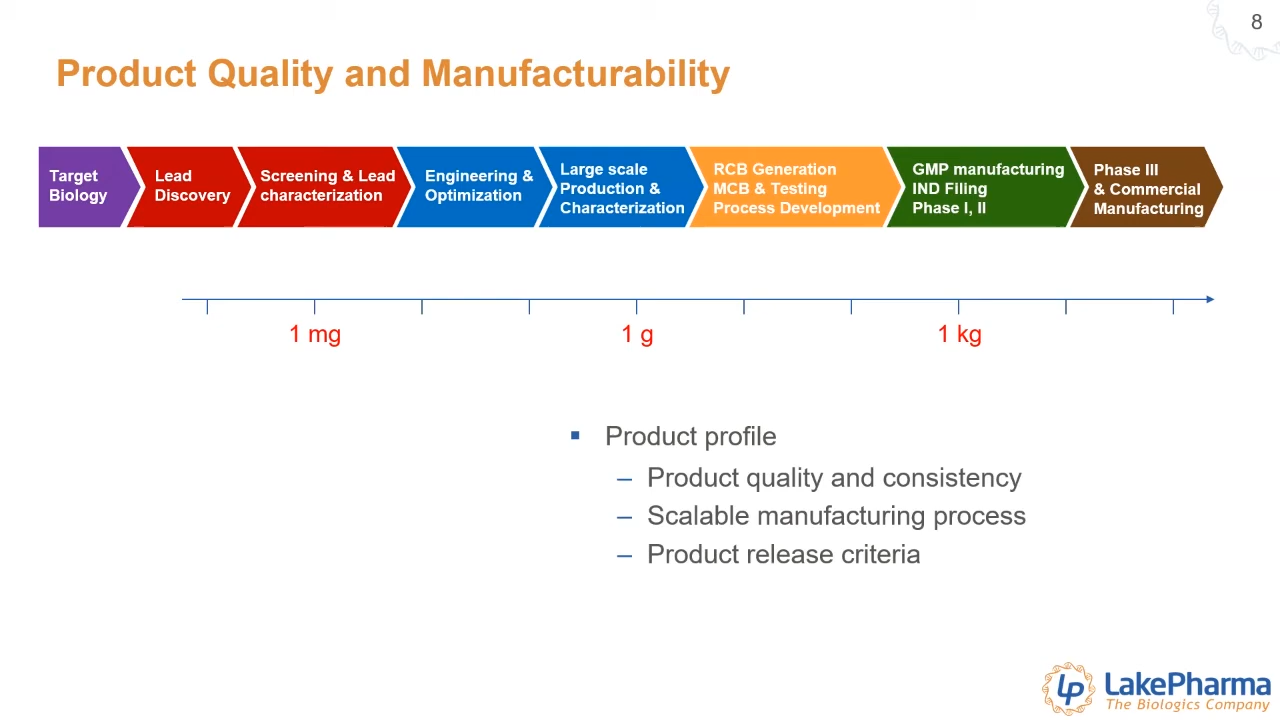 8
Product Quality and Manufacturability
Target
Biology
Lead
Discovery
Screening & Lead
characterization
Engineering &
Optimization
Large scale
Production &
Characterization
RCB Generation
MCB & Testing
Process Development
GMP manufacturing
IND Filing
Phase I, II
Phase III
& Commercial
Manufacturing
1 mg
1 g
1 kg
▪ Product profile
– Product quality and consistency
– Scalable manufacturing process
– Product release criteria
LP
LakePharma
The Biologics Company